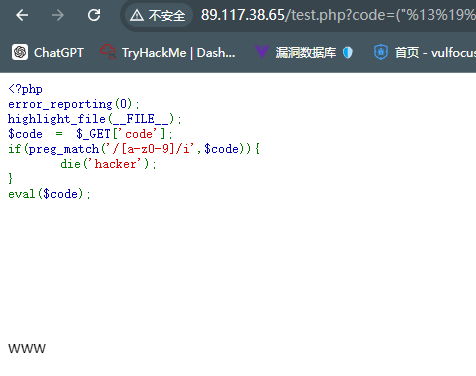 不安全 89.117.38.65/test.php?code=("%13%19%
ChatGPT TryHackMe | Dash... 漏洞数据库 首页 - vulfocus
<?php
error_reporting(0);
highlight_file(__FILE__);
$code = $_GET['code'];
if(preg_match('/[a-z0-9]/i',$code)){
        die('hacker');
}
eval($code);
www